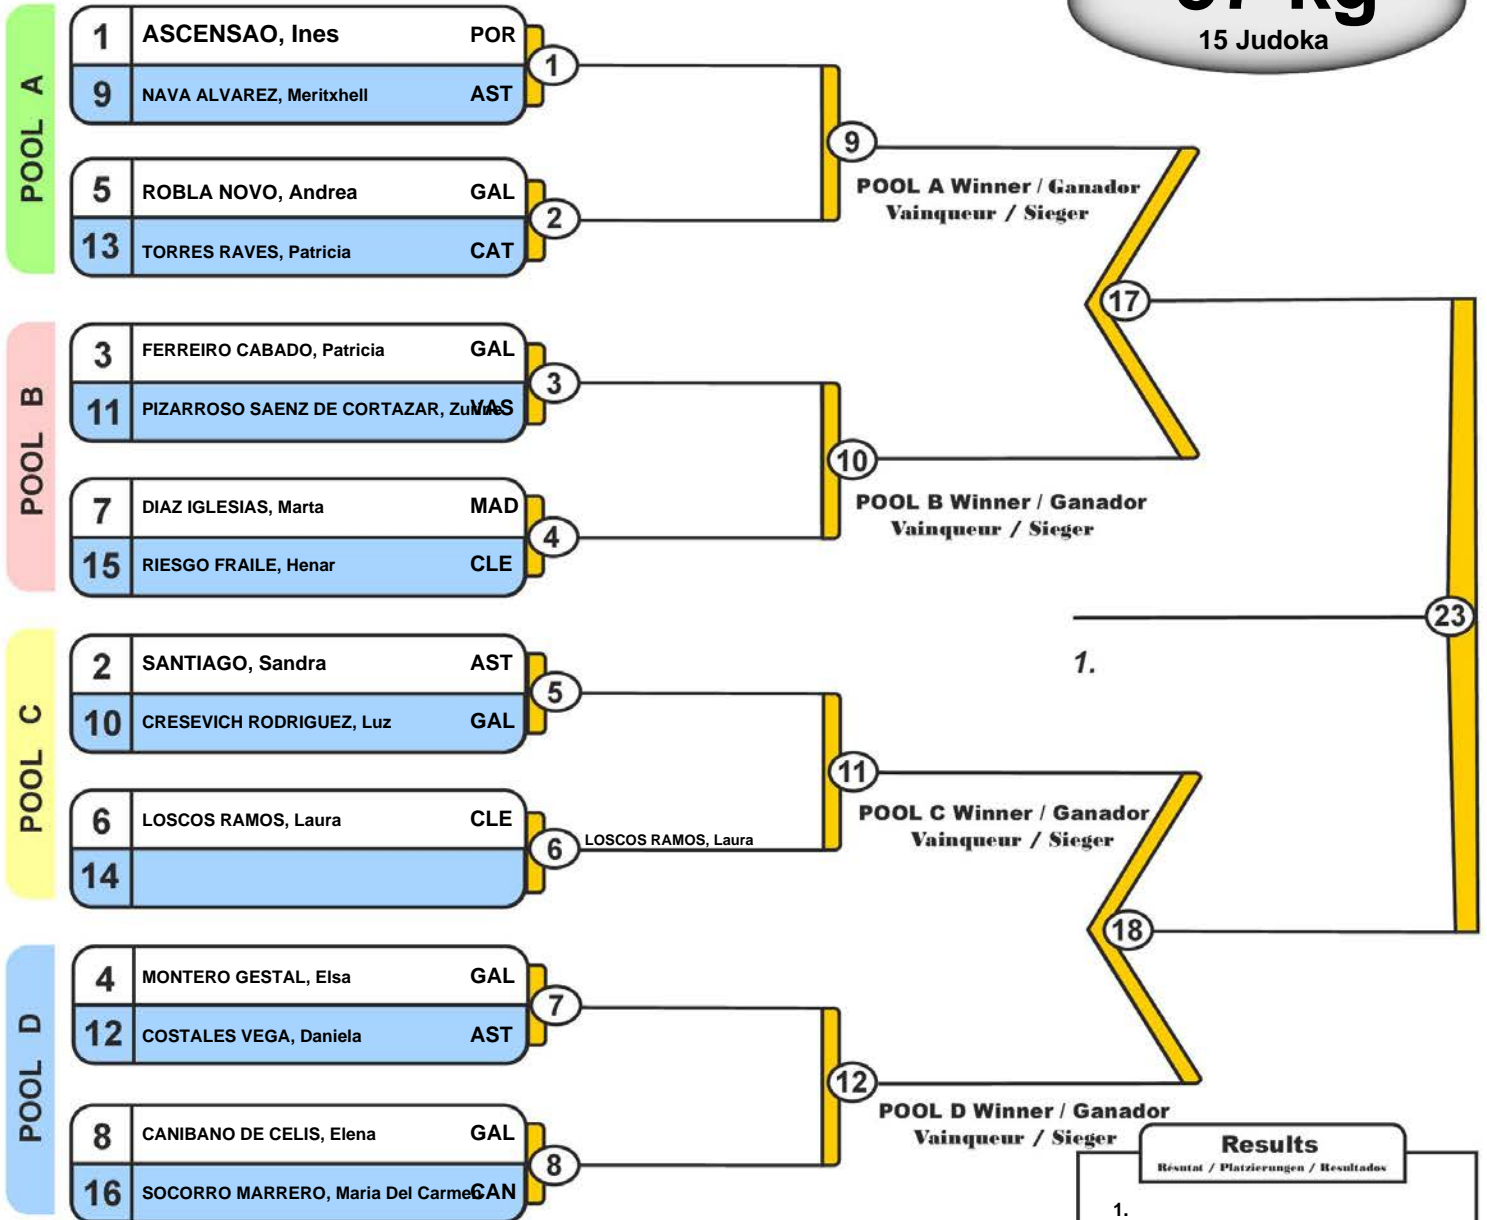 kg
15 Judoka
POOL A
1 ASCENSAO, Ines POR
9 NAVA ALVAREZ, Meritxhell AST
1
5 ROBLA NOVO, Andrea GAL
13 TORRES RAVES, Patricia CAT
2
9
POOL A Winner / Ganador
Vainqueur / Sieger
POOL B
3 FERREIRO CABADO, Patricia GAL
11 PIZARROSO SAENZ DE CORTAZAR, VAS
3
7 DIAZ IGLESIAS, Marta MAD
15 RIESGO FRAILE, Henar CLE
4
10
POOL B Winner / Ganador
Vainqueur / Sieger
17
POOL C
2 SANTIAGO, Sandra AST
10 CRESEVICH RODRIGUEZ, Luz GAL
5
6 LOSCOS RAMOS, Laura CLE
14
6
LOSCOS RAMOS, Laura
11
POOL C Winner / Ganador
Vainqueur / Sieger
POOL D
4 MONTERO GESTAL, Elsa GAL
12 COSTALES VEGA, Daniela AST
7
8 CANIBANO DE CELIS, Elena GAL
16 SOCORRO MARRERO, Maria Del Carmen CAN
8
12
POOL D Winner / Ganador
Vainqueur / Sieger
18
23
1.
Results
Résutat / Platzierungen / Resultados
1.